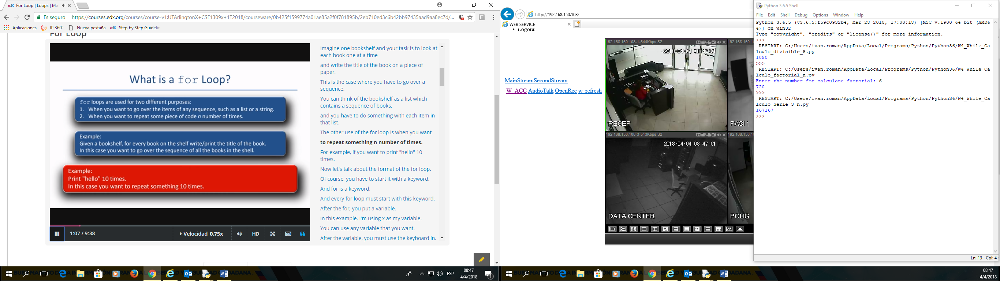 For Loop | Loops | Ma
Es seguro
https://courses.edx.org/courses/course-v1:UTArlingtonX+CSE1309x+1T2018/courseware/0b425f1599774a01ae85a2f0f781895b/2eb710ed3c6b42bb97435aad9aa8ec7d/...
Aplicaciones
IP 360°
Nueva pestaña
edX
Step by Step Guidelin
For Loop
What is a for Loop?
for loops are used for two different purposes:
1. When you want to go over the items of any sequence, such as a list or a string.
2. When you want to repeat some piece of code n number of times.
Example:
Given a bookshelf, for every book on the shelf write/print the title of the book.
In this case you want to go over the sequence of all the books in the shell.
Example:
Print "hello" 10 times.
In this case you want to repeat something 10 times.
1:07 / 9:38
Velocidad 0.75x
HD
CC
Imagine one bookshelf and your task is to look at
each book one at a time
and write the title of the book on a piece of
paper.
This is the case where you have to go over a
sequence.
You can think of the bookshelf as a list which
contains a sequence of books,
and you have to do something with each item in
that list.
The other use of the for loop is when you want
to repeat something n number of times.
For example, if you want to print "hello" 10
times.
Now let's talk about the format of the for loop.
Of course, you have to start it with a keyword.
And for is a keyword.
And every for loop must start with this keyword.
After the for, you put a variable.
In this example, I'm using x as my variable.
You can use any variable that you want.
After the variable, you must use the keyboard in.
ESP
08:47
4/4/2018
1
http://192.168.150.108/
WEB SERVICE
Logout
MainStreamSecondStream
W_ACC AudioTalk OpenRec w_refresh
192.168.150.108-1-544Kbps S2
2018-04-04 08:47:01
RECEP
192.168.150.1
PASI 1
192.168.150.108-3-513Kbps S2
2018-04-04 08 47:01
DATA CENTER
192.168.150.1
POLIG
HD
25
36
Python 3.6.5 Shell
File Edit Shell Debug Options Window Help
Python 3.6.5 (v3.6.5:f59c0932b4, Mar 28 2018, 17:00:18) [MSC v.1900 64 bit (AMD6
4)] on win32
Type "copyright", "credits" or "license()" for more information.
>>>
RESTART: C:/Users/ivan.roman/AppData/Local/Programs/Python/Python36/W4_While_Ca
lculo_divisible_5.py
1050
>>>
RESTART: C:/Users/ivan.roman/AppData/Local/Programs/Python/Python36/W4_While_Ca
lculo_factorial_n.py
Enter the number for calculate factorial: 6
720
>>>
RESTART: C:/Users/ivan.roman/AppData/Local/Programs/Python/Python36/W4_While_Ca
lculo_Serie_3_n.py
167167
>>>
Ln: 13 Col: 4
08:47
4/4/2018